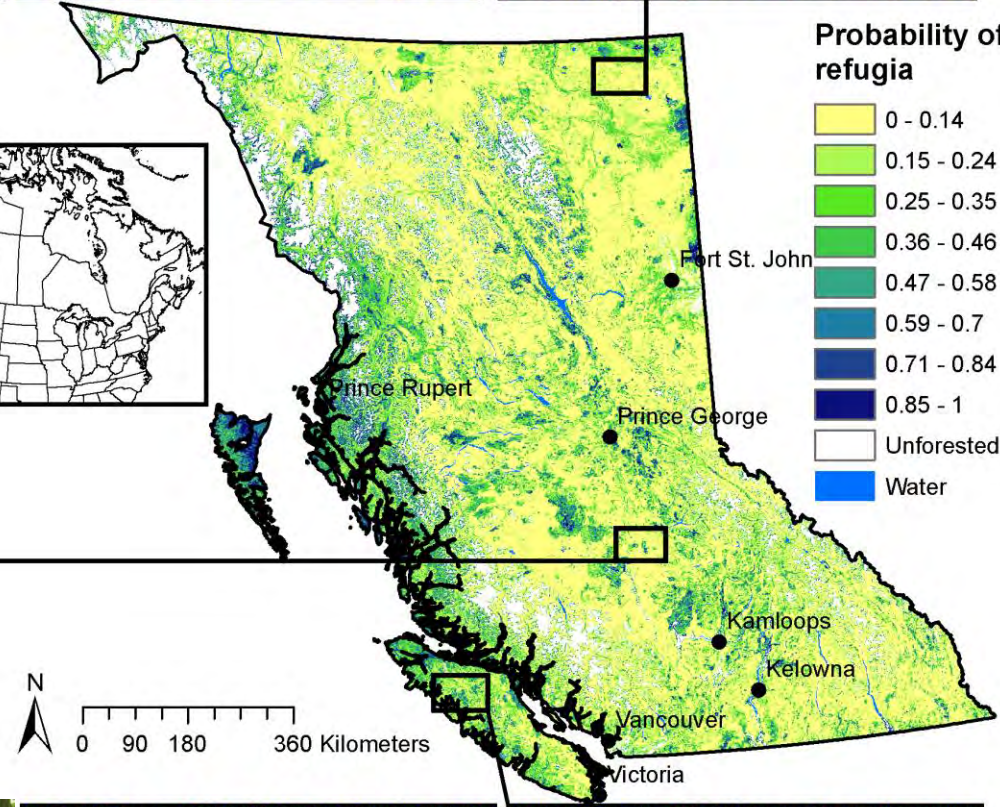 Probability of
refugia
0 - 0.14
0.15 - 0.24
0.25 - 0.35
0.36 - 0.46
0.47 - 0.58
0.59 - 0.7
0.71 - 0.84
0.85 - 1
Unforested
Water
Fort St. John
Prince Rupert
Prince George
Kamloops
Kelowna
Vancouver
Victoria
N
0 90 180 360 Kilometers